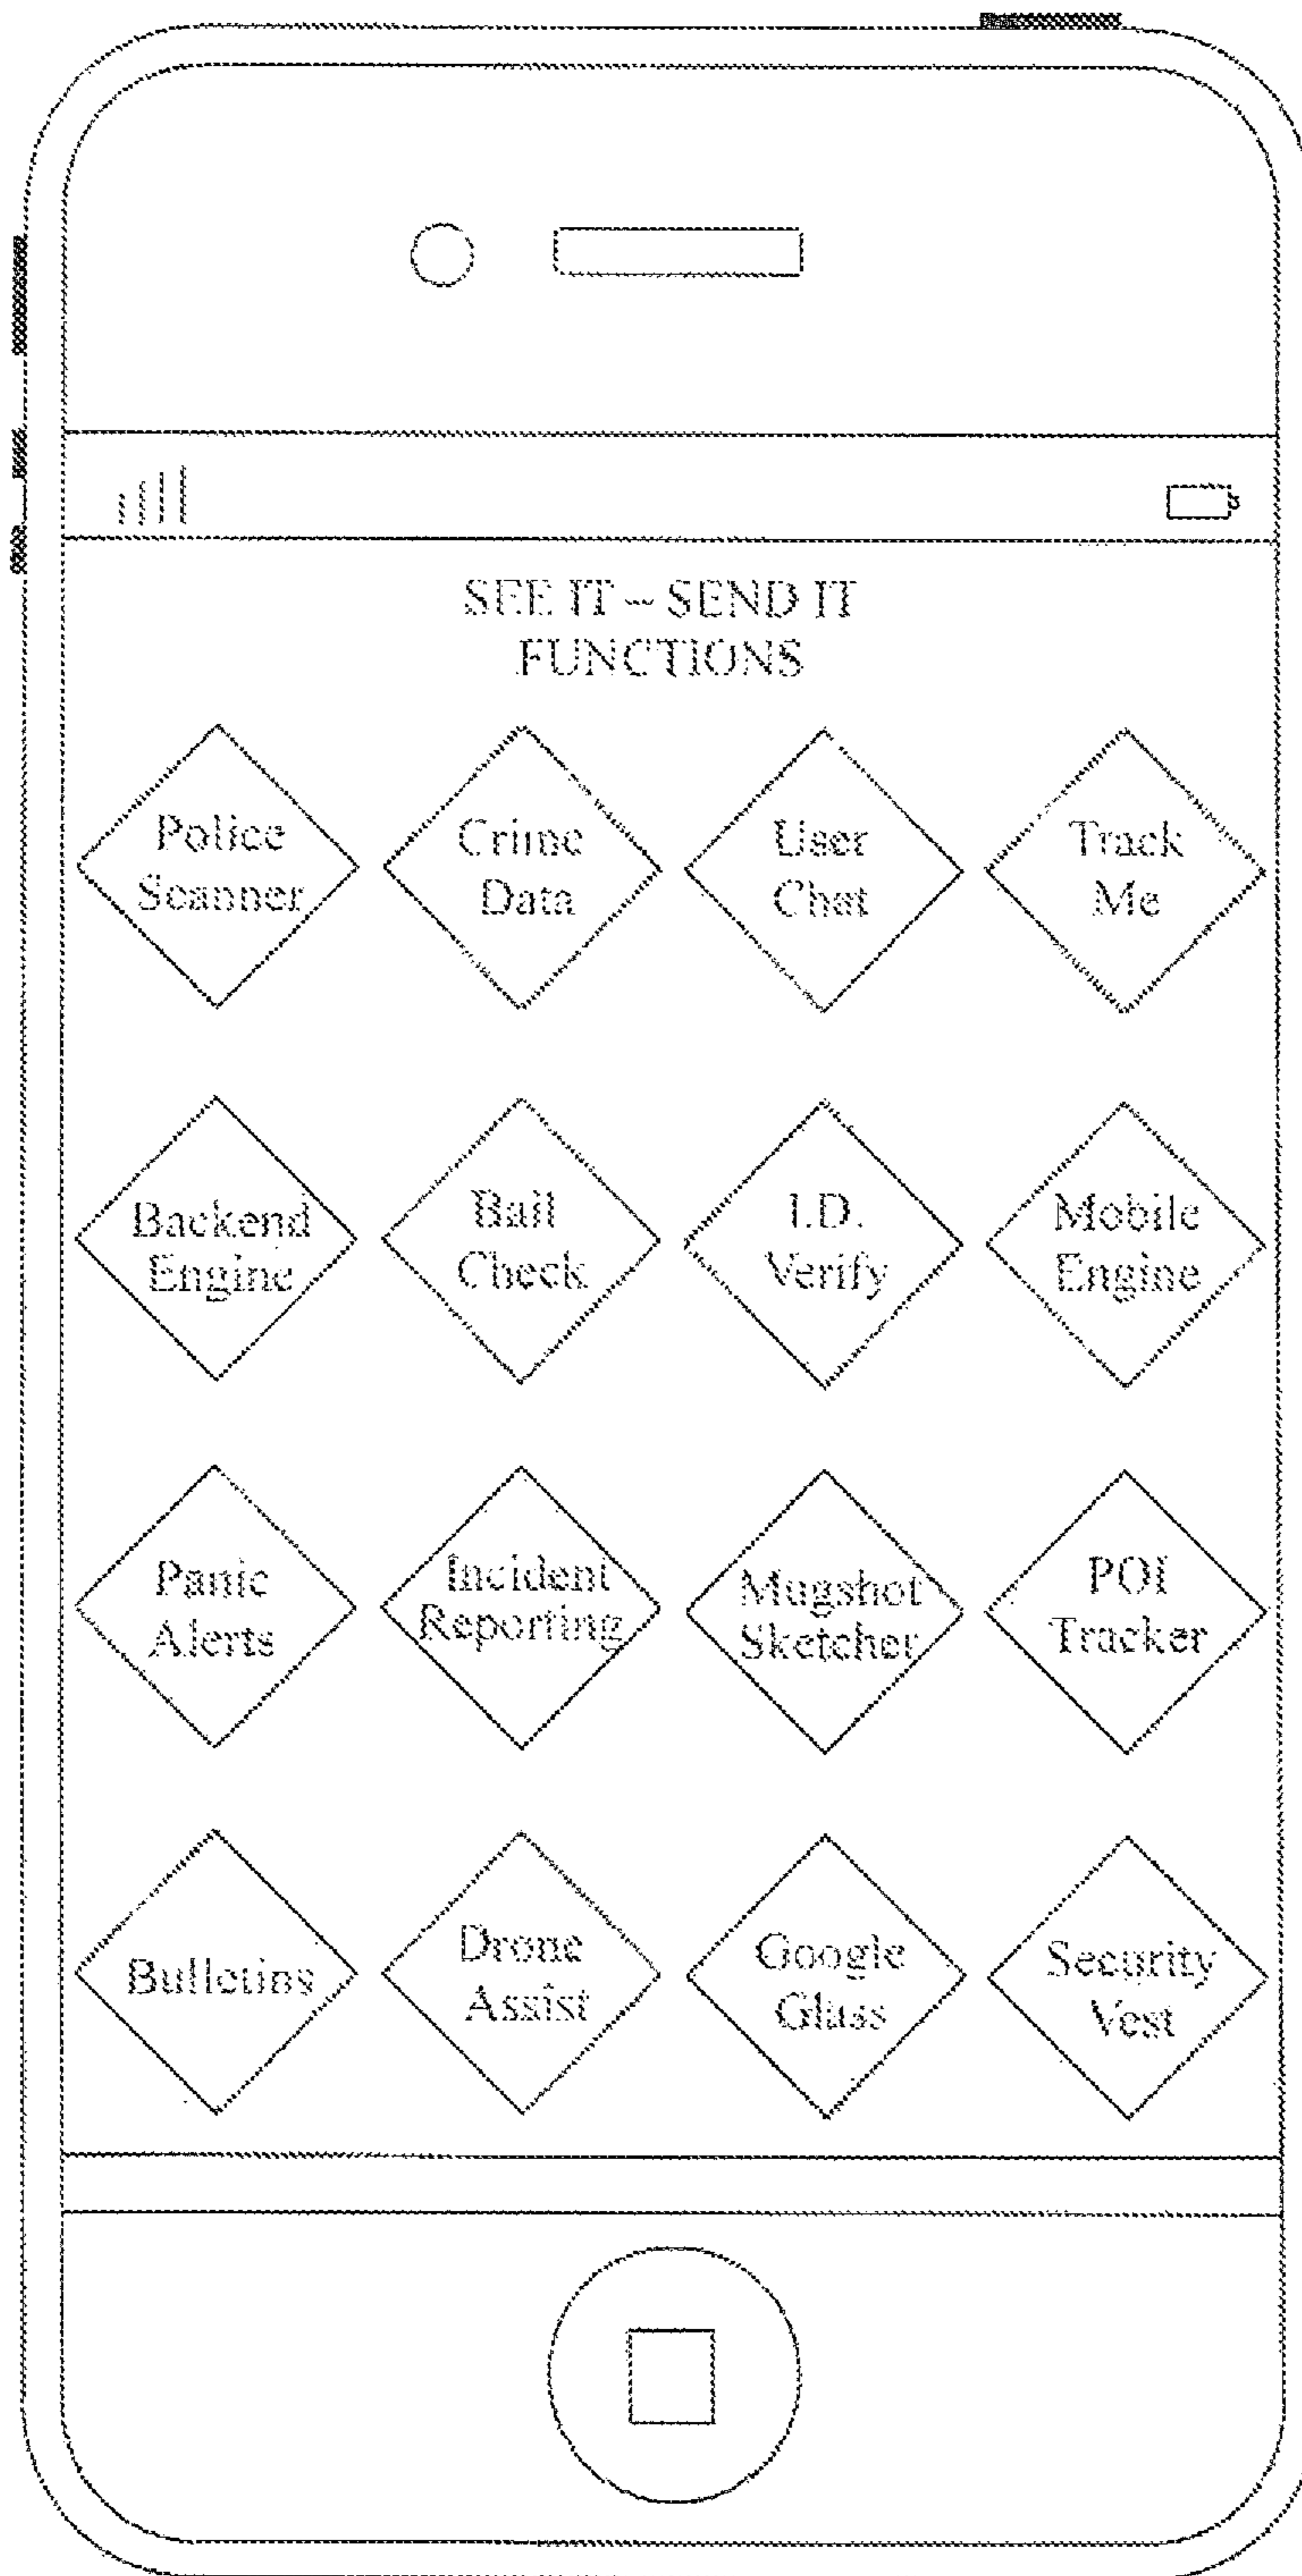 SEE IT – SEND IT
FUNCTIONS
Police
Scanner
Crime
Data
User
Chat
Track
Me
Backend
Engine
Bail
Check
I.D.
Verify
Mobile
Engine
Panic
Alerts
Incident
Reporting
Mugshot
Sketcher
POI
Tracker
Bulletins
Drone
Assist
Google
Glass
Security
Vest